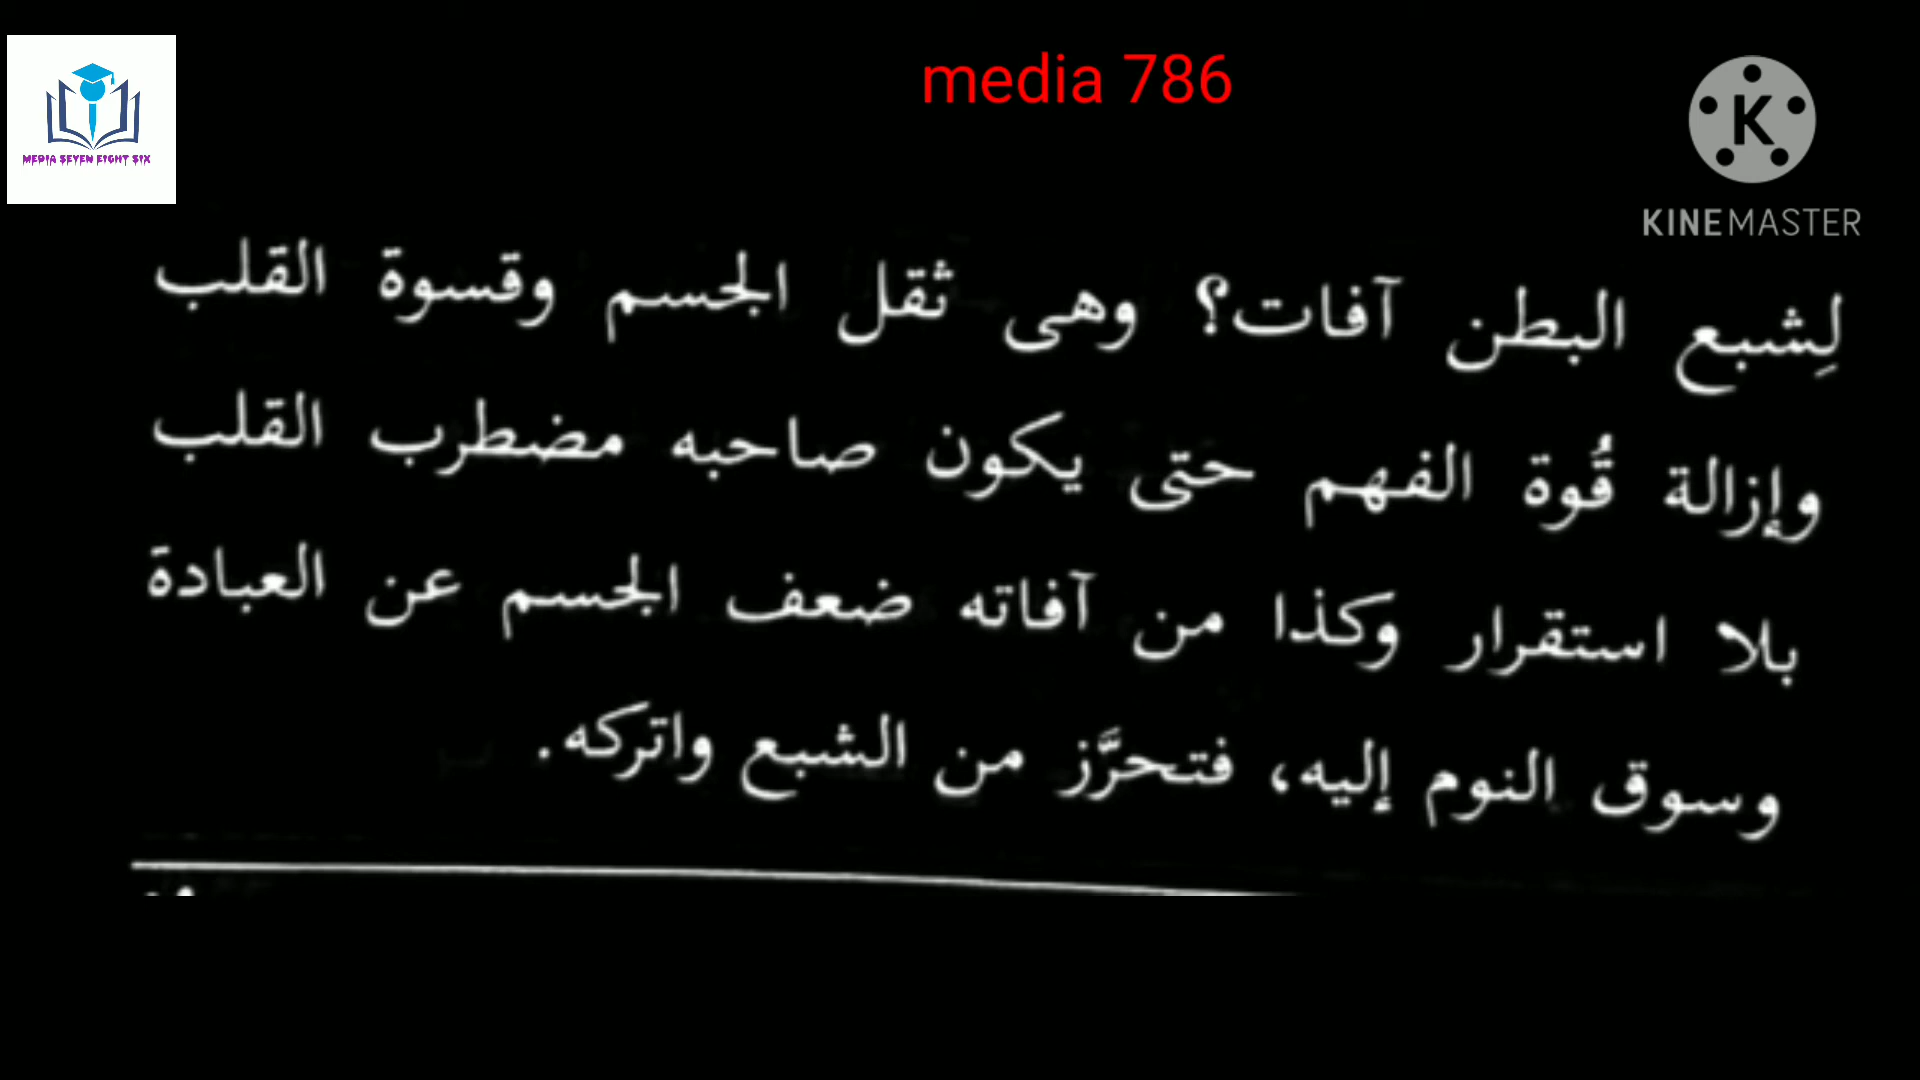 media 786
MEDIA SEVEN EIGHT SIX
K
KINEMASTER
لِشبع البطن آفات؟ وهى ثقل الجسم وقسوة القلب
وإزالة قُوة الفهم حتى يكون صاحبه مضطرب القلب
بلا استقرار وكذا من آفاته ضعف الجسم عن العبادة
وسوق النوم إليه، فتحرَّز من الشبع واتركه.